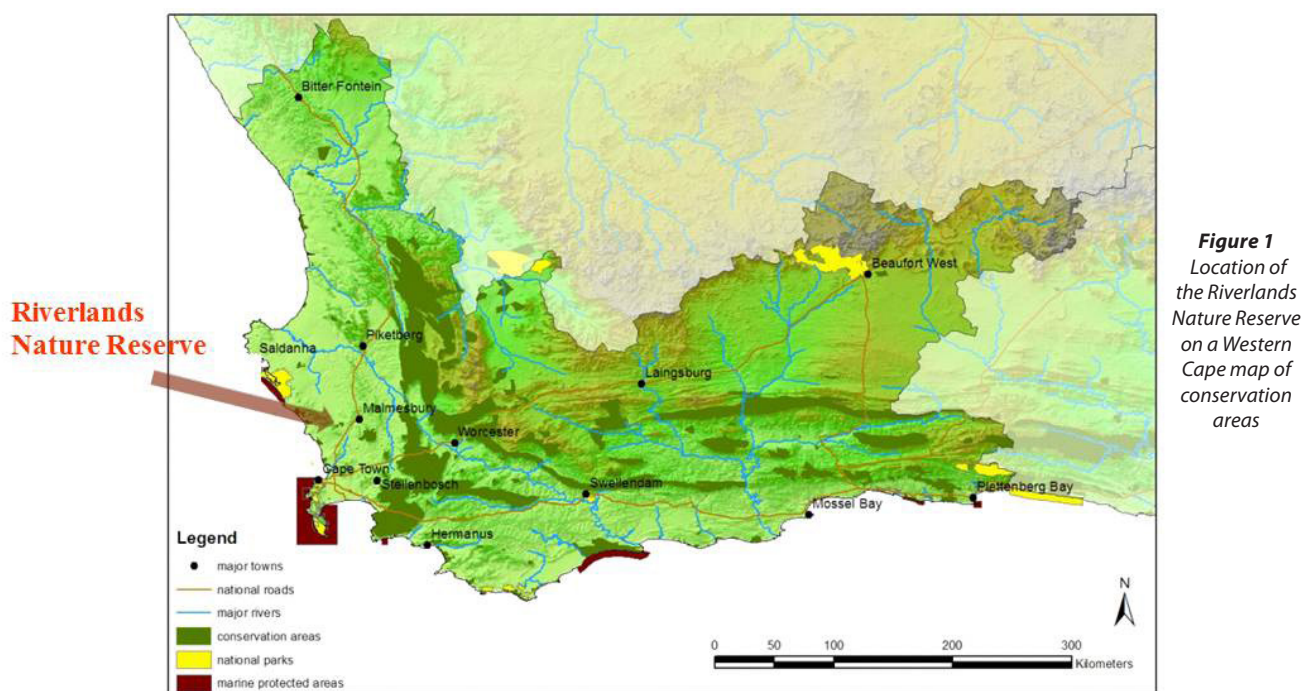 Bitter Fontein
Beaufort West
Riverlands
Nature Reserve
Piketberg
Saldanha
Laingsburg
Malmesbury
Worcester
Cape Town
Stellenbosch
Swellendam
Plettenberg Bay
Mossel Bay
Hermanus
Legend
major towns
national roads
major rivers
conservation areas
national parks
marine protected areas
N
0 50 100 200 300
Kilometers
Figure 1
Location of
the Riverlands
Nature Reserve
on a Western
Cape map of
conservation
areas